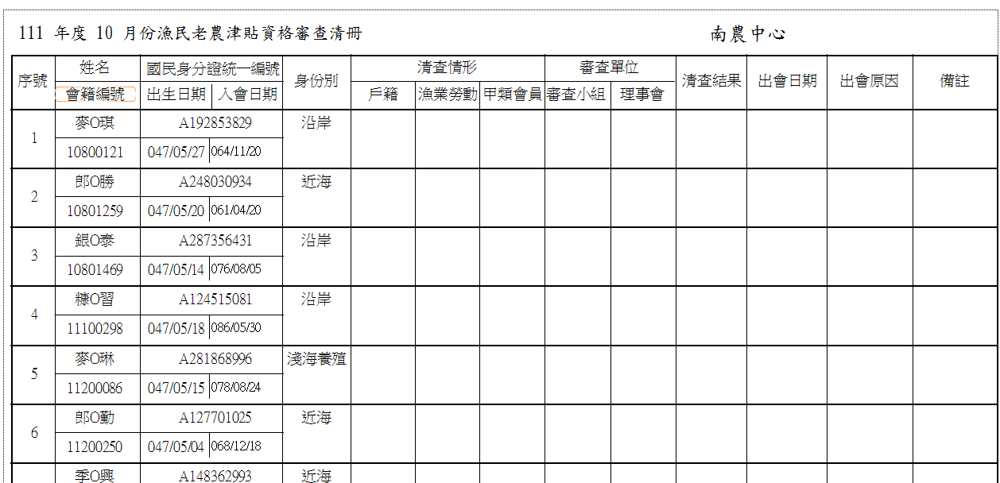 111 年度 10 月份漁民老農津貼資格審查清冊 南農中心
序號 姓名 國民身分證統一編號 身份別 清查情形 審查單位 清查結果 出會日期 出會原因 備註
會籍編號 出生日期 入會日期 戶籍 漁業勞動 甲類會員 審查小組 理事會
1 麥O琪 A192853829 沿岸
10800121 047/05/27 064/11/20
2 郎O勝 A248030934 近海
10801259 047/05/20 061/04/20
3 銀O泰 A287356431 沿岸
10801469 047/05/14 076/08/05
4 糠O習 A124515081 沿岸
11100298 047/05/18 086/05/30
5 麥O琳 A281868996 淺海養殖
11200086 047/05/15 078/08/24
6 郎O勤 A127701025 近海
11200250 047/05/04 068/12/18
季O興 A148362993 近海